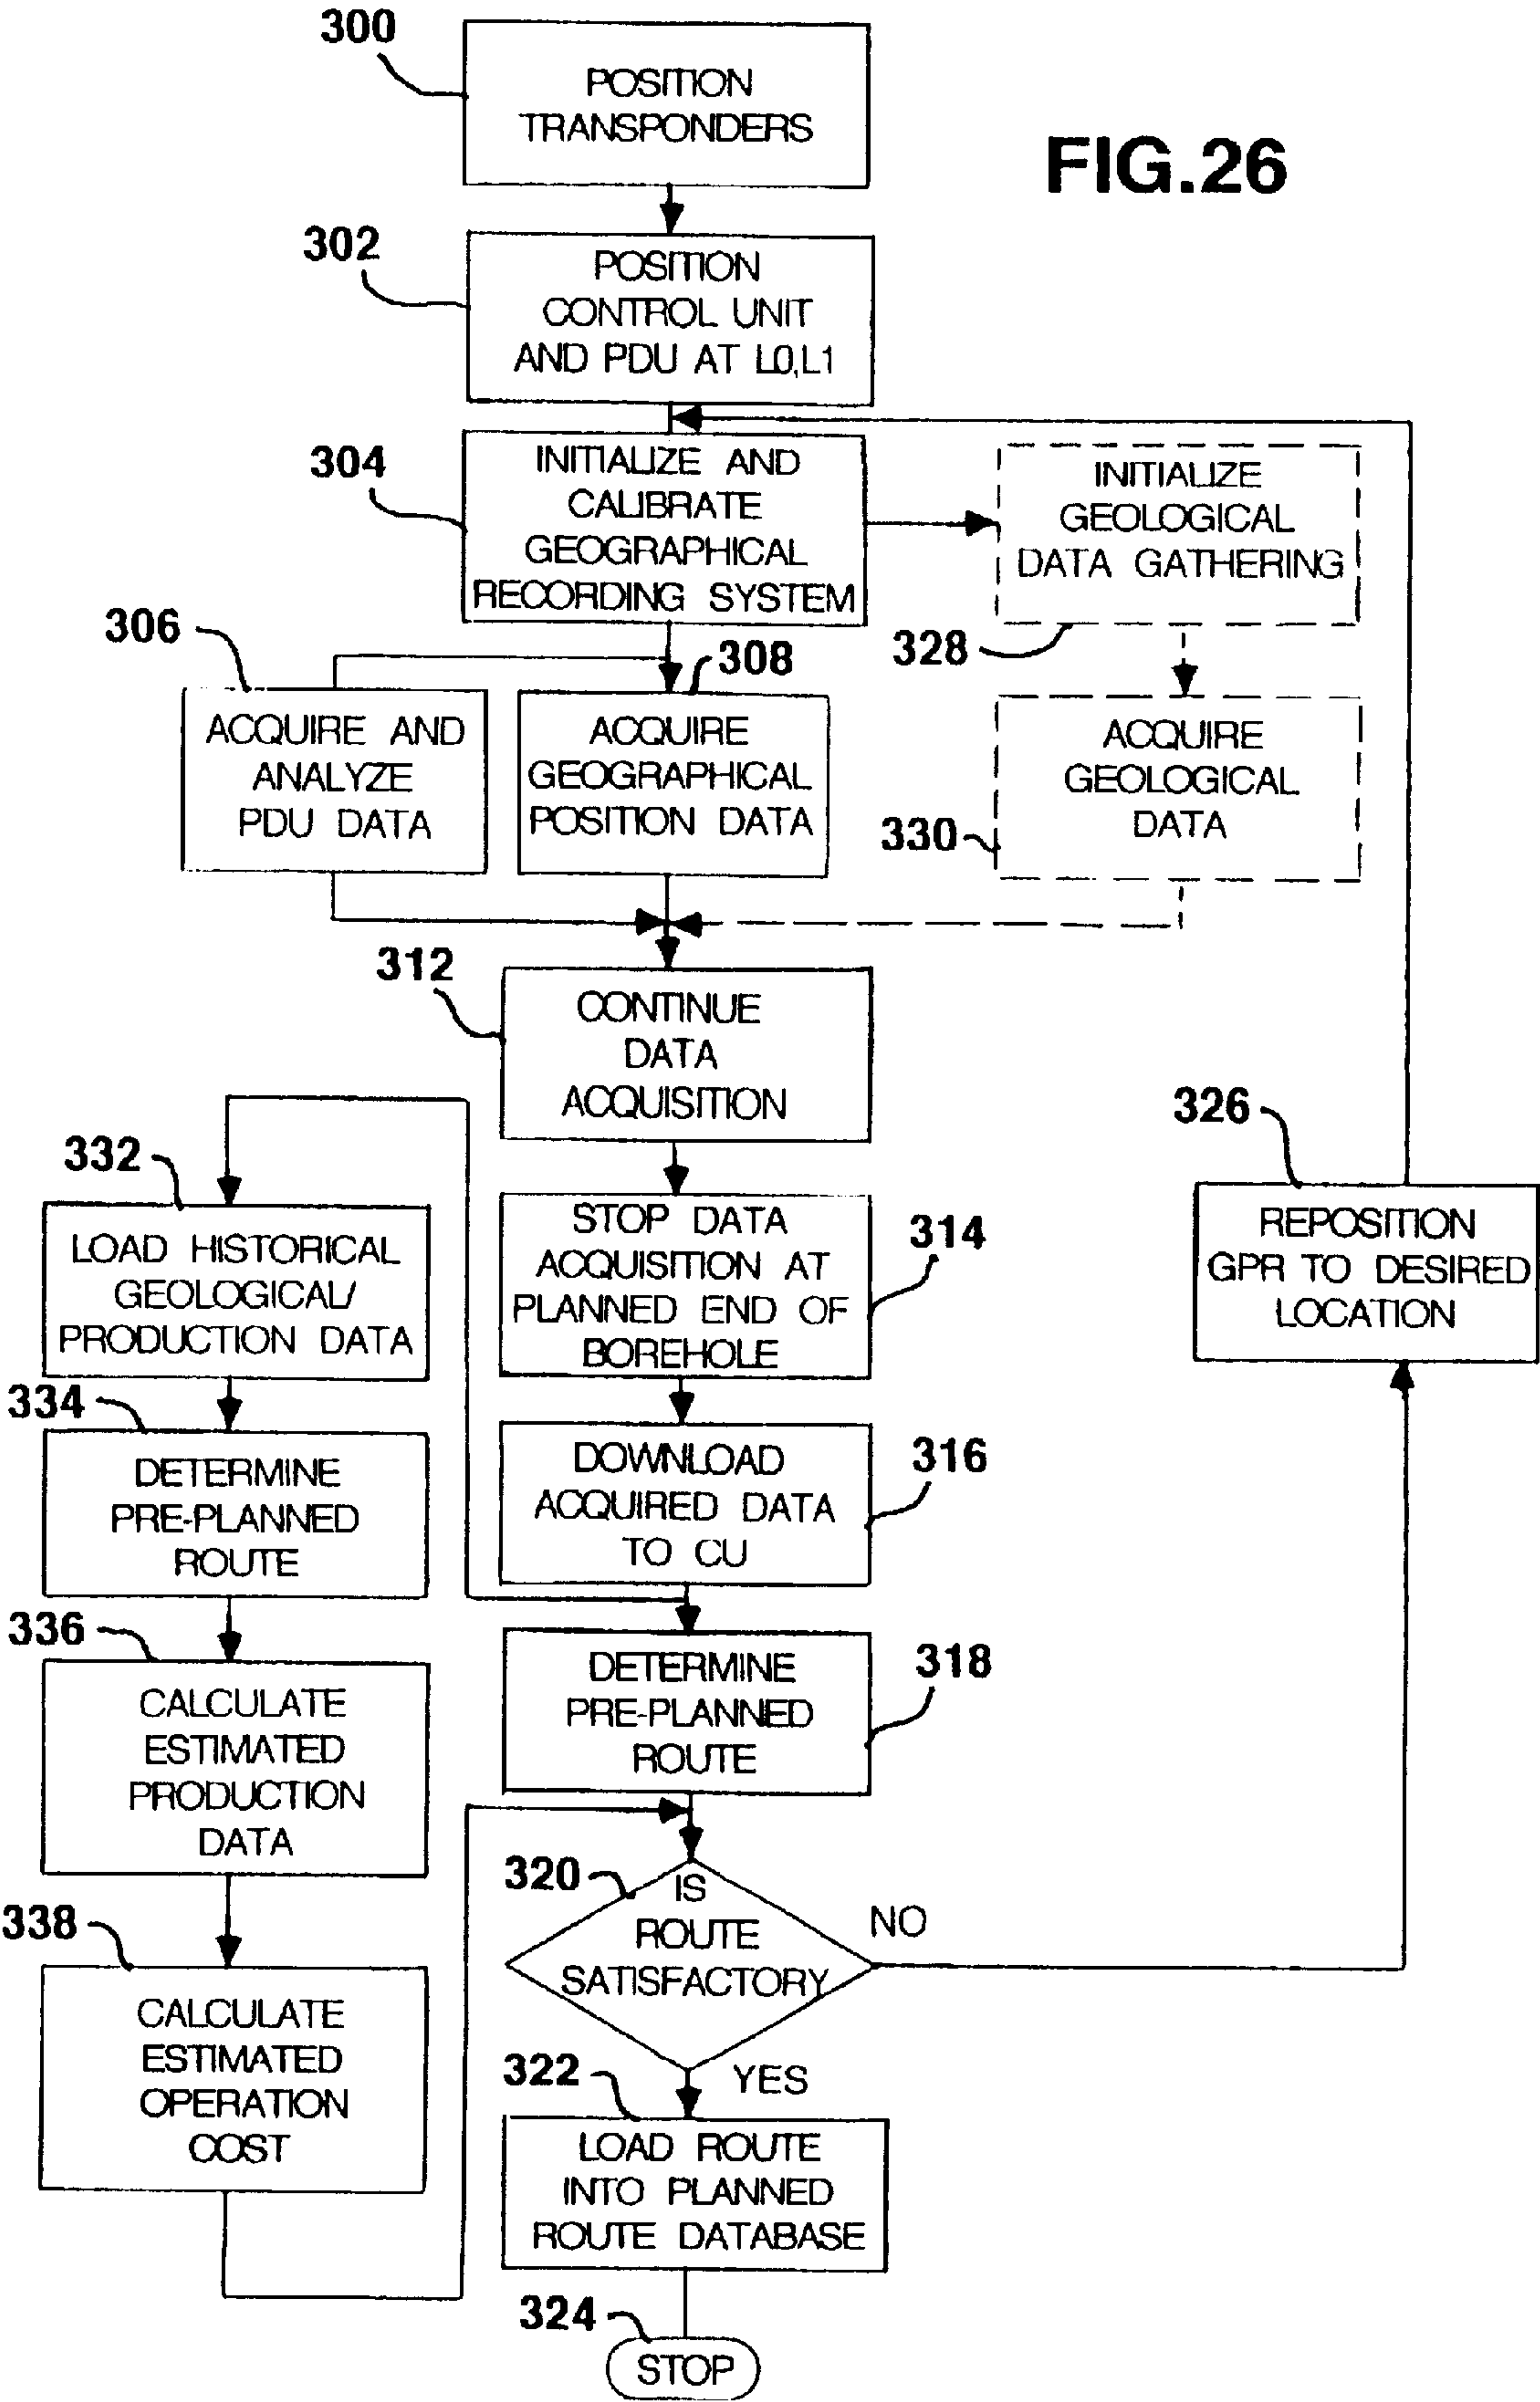 300
POSITION
TRANSPONDERS
FIG.26
302
POSITION
CONTROL UNIT
AND PDU AT L0,L1
304
INITIALIZE AND
CALIBRATE
GEOGRAPHICAL
RECORDING SYSTEM
INITIALIZE
GEOLOGICAL
DATA GATHERING
328
306
ACQUIRE AND
ANALYZE
PDU DATA
308
ACQUIRE
GEOGRAPHICAL
POSITION DATA
330
ACQUIRE
GEOLOGICAL
DATA
312
CONTINUE
DATA
ACQUISITION
326
REPOSITION
GPR TO DESIRED
LOCATION
332
LOAD HISTORICAL
GEOLOGICAL/
PRODUCTION DATA
STOP DATA
ACQUISITION AT
PLANNED END OF
BOREHOLE
314
334
DETERMINE
PRE-PLANNED
ROUTE
DOWNLOAD
ACQUIRED DATA
TO CU
316
336
CALCULATE
ESTIMATED
PRODUCTION
DATA
DETERMINE
PRE-PLANNED
ROUTE
318
338
CALCULATE
ESTIMATED
OPERATION
COST
320
IS
ROUTE
SATISFACTORY
NO
YES
322
LOAD ROUTE
INTO PLANNED
ROUTE DATABASE
324
STOP